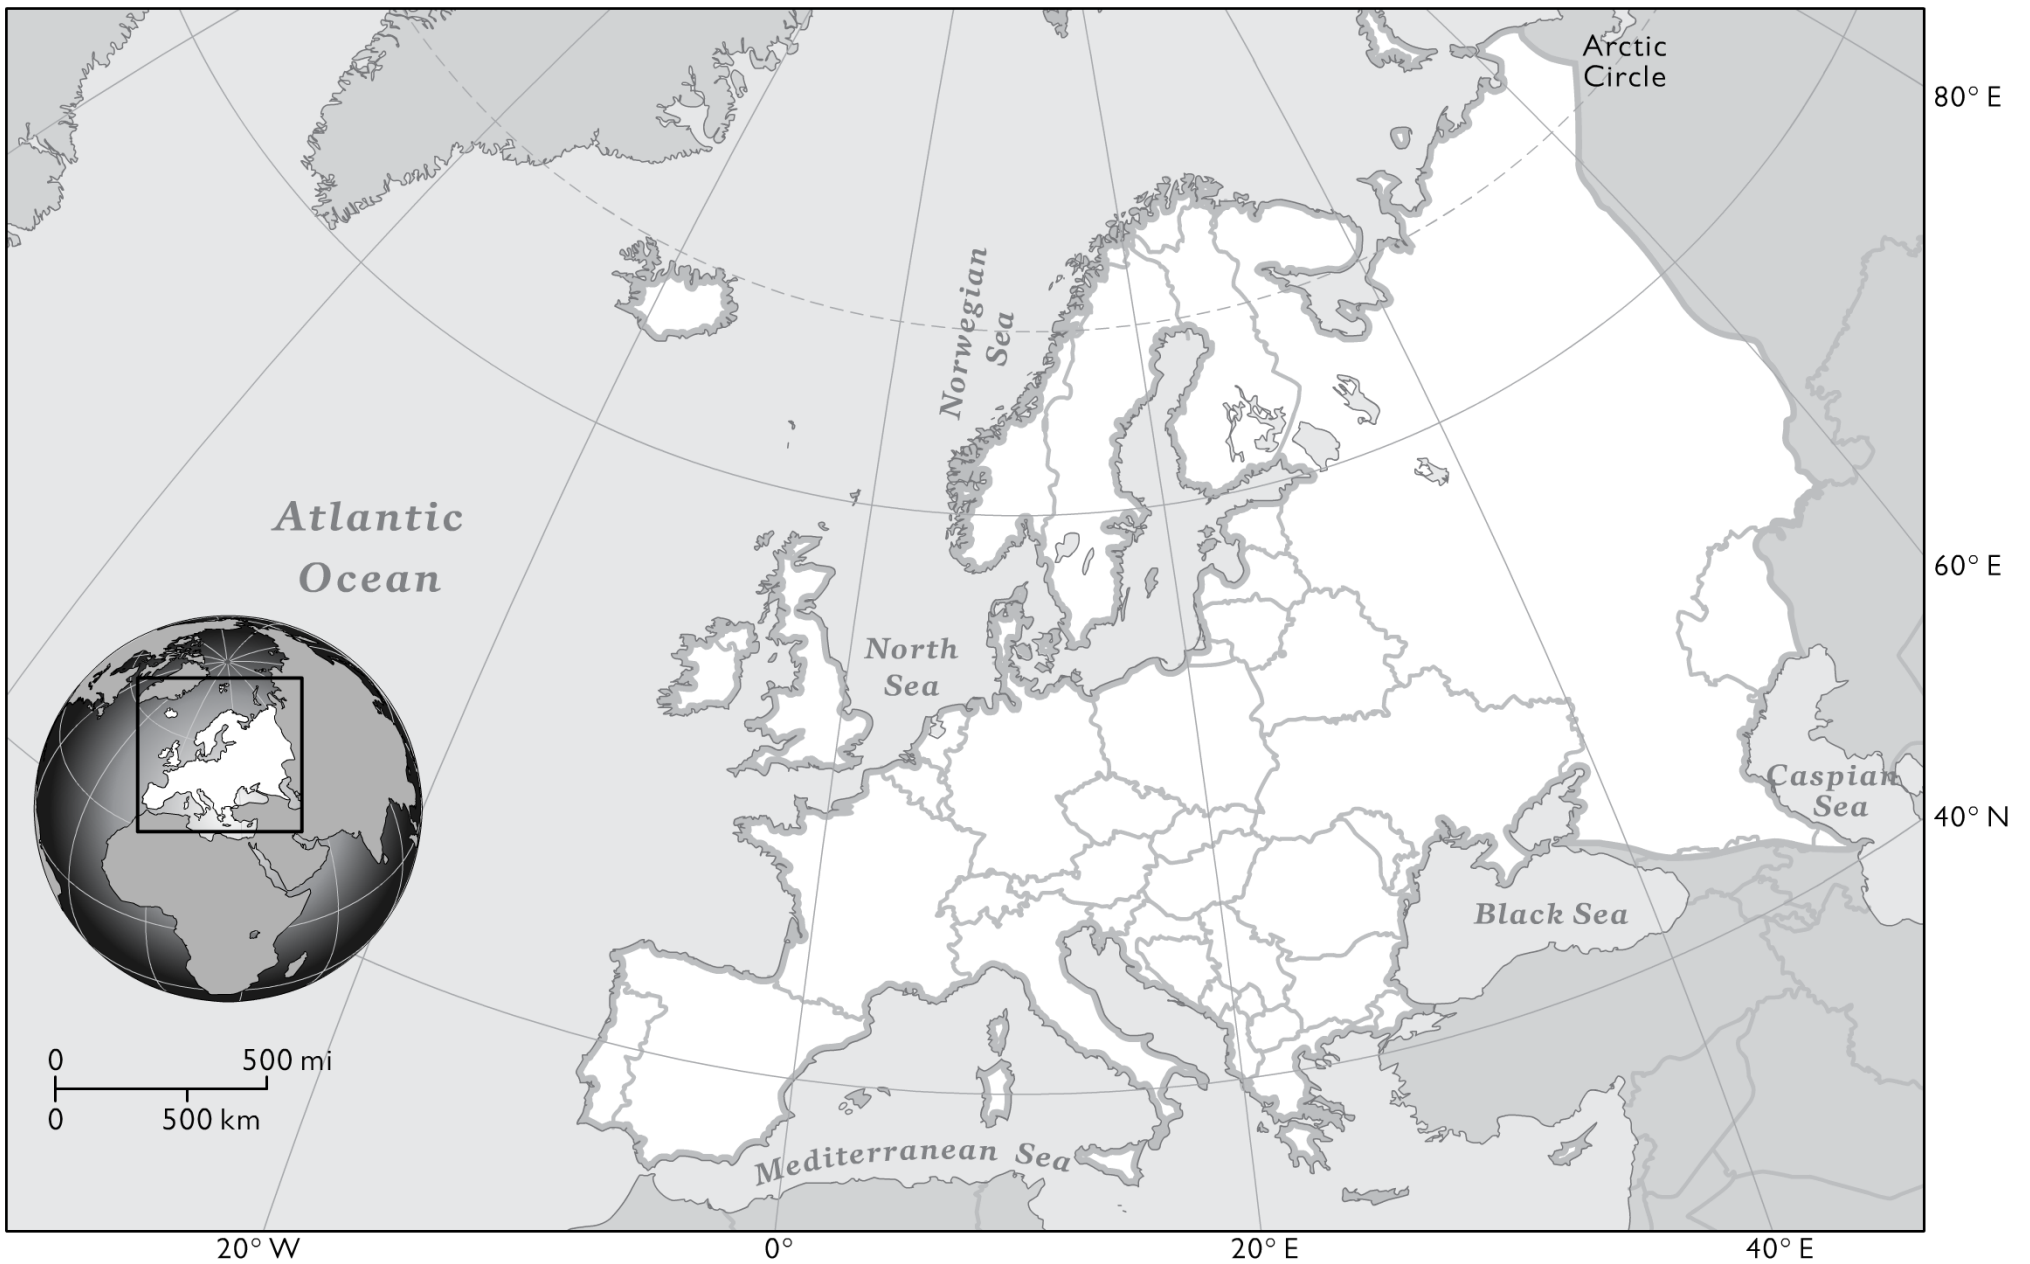 Arctic
Circle
80° E
Norwegian
Sea
Atlantic
Ocean
60° E
North
Sea
Caspian
Sea
40° N
Black Sea
0 500 mi
0 500 km
Mediterranean Sea
20° W 0° 20° E 40° E